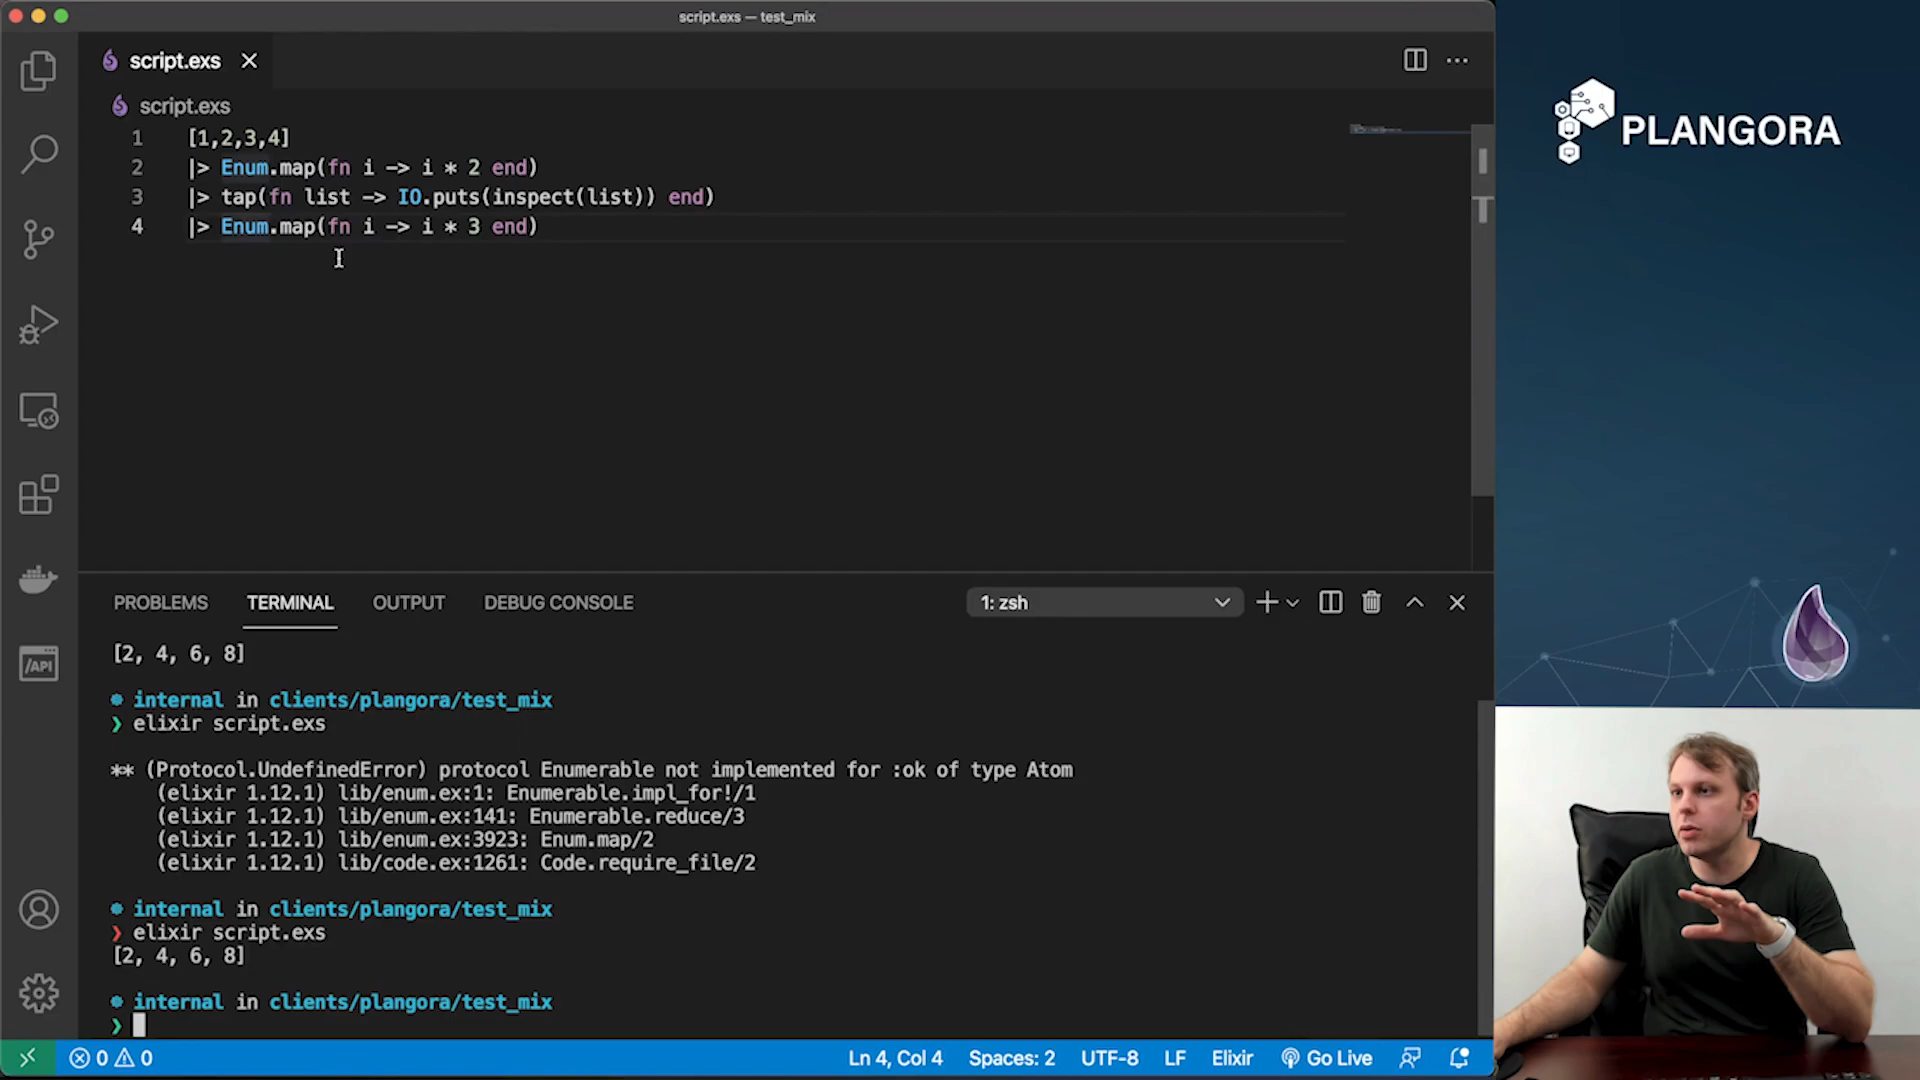 script.exs — test_mix
script.exs
script.exs
1 [1,2,3,4]
2 |> Enum.map(fn i -> i * 2 end)
3 |> tap(fn list -> IO.puts(inspect(list)) end)
4 |> Enum.map(fn i -> i * 3 end)
PLANGORA
/API
PROBLEMS TERMINAL OUTPUT DEBUG CONSOLE 1: zsh
[2, 4, 6, 8]
internal in clients/plangora/test_mix
❯ elixir script.exs
** (Protocol.UndefinedError) protocol Enumerable not implemented for :ok of type Atom
(elixir 1.12.1) lib/enum.ex:1: Enumerable.impl_for!/1
(elixir 1.12.1) lib/enum.ex:141: Enumerable.reduce/3
(elixir 1.12.1) lib/enum.ex:3923: Enum.map/2
(elixir 1.12.1) lib/code.ex:1261: Code.require_file/2
internal in clients/plangora/test_mix
❯ elixir script.exs
[2, 4, 6, 8]
internal in clients/plangora/test_mix
❯
0 0 Ln 4, Col 4 Spaces: 2 UTF-8 LF Elixir Go Live